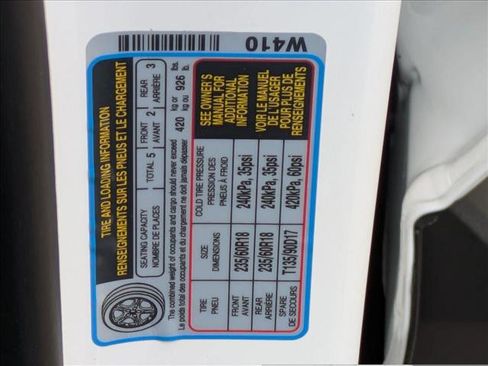 W410
TIRE AND LOADING INFORMATION
RENSEIGNEMENTS SUR LES PNEUS ET LE CHARGEMENT
SEATING CAPACITY
NOMBRE DE PLACES
TOTAL 5
FRONT
AVANT 2
REAR
ARRIÈRE 3
The combined weight of occupants and cargo should never exceed
Le poids total des occupants et du chargement ne doit jamais dépasser
420 kg or kg ou 926 lbs. lb.
TIRE
PNEU
SIZE
DIMENSIONS
COLD TIRE PRESSURE
PRESSION DES
PNEUS À FROID
FRONT
AVANT
235/60R18
240kPa, 35psi
REAR
ARRIÈRE
235/60R18
240kPa, 35psi
SPARE
DE SECOURS
T135/90D17
420kPa, 60psi
SEE OWNER'S
MANUAL FOR
ADDITIONAL
INFORMATION
VOIR LE MANUEL
DE L'USAGER
POUR PLUS DE
RENSEIGNEMENTS